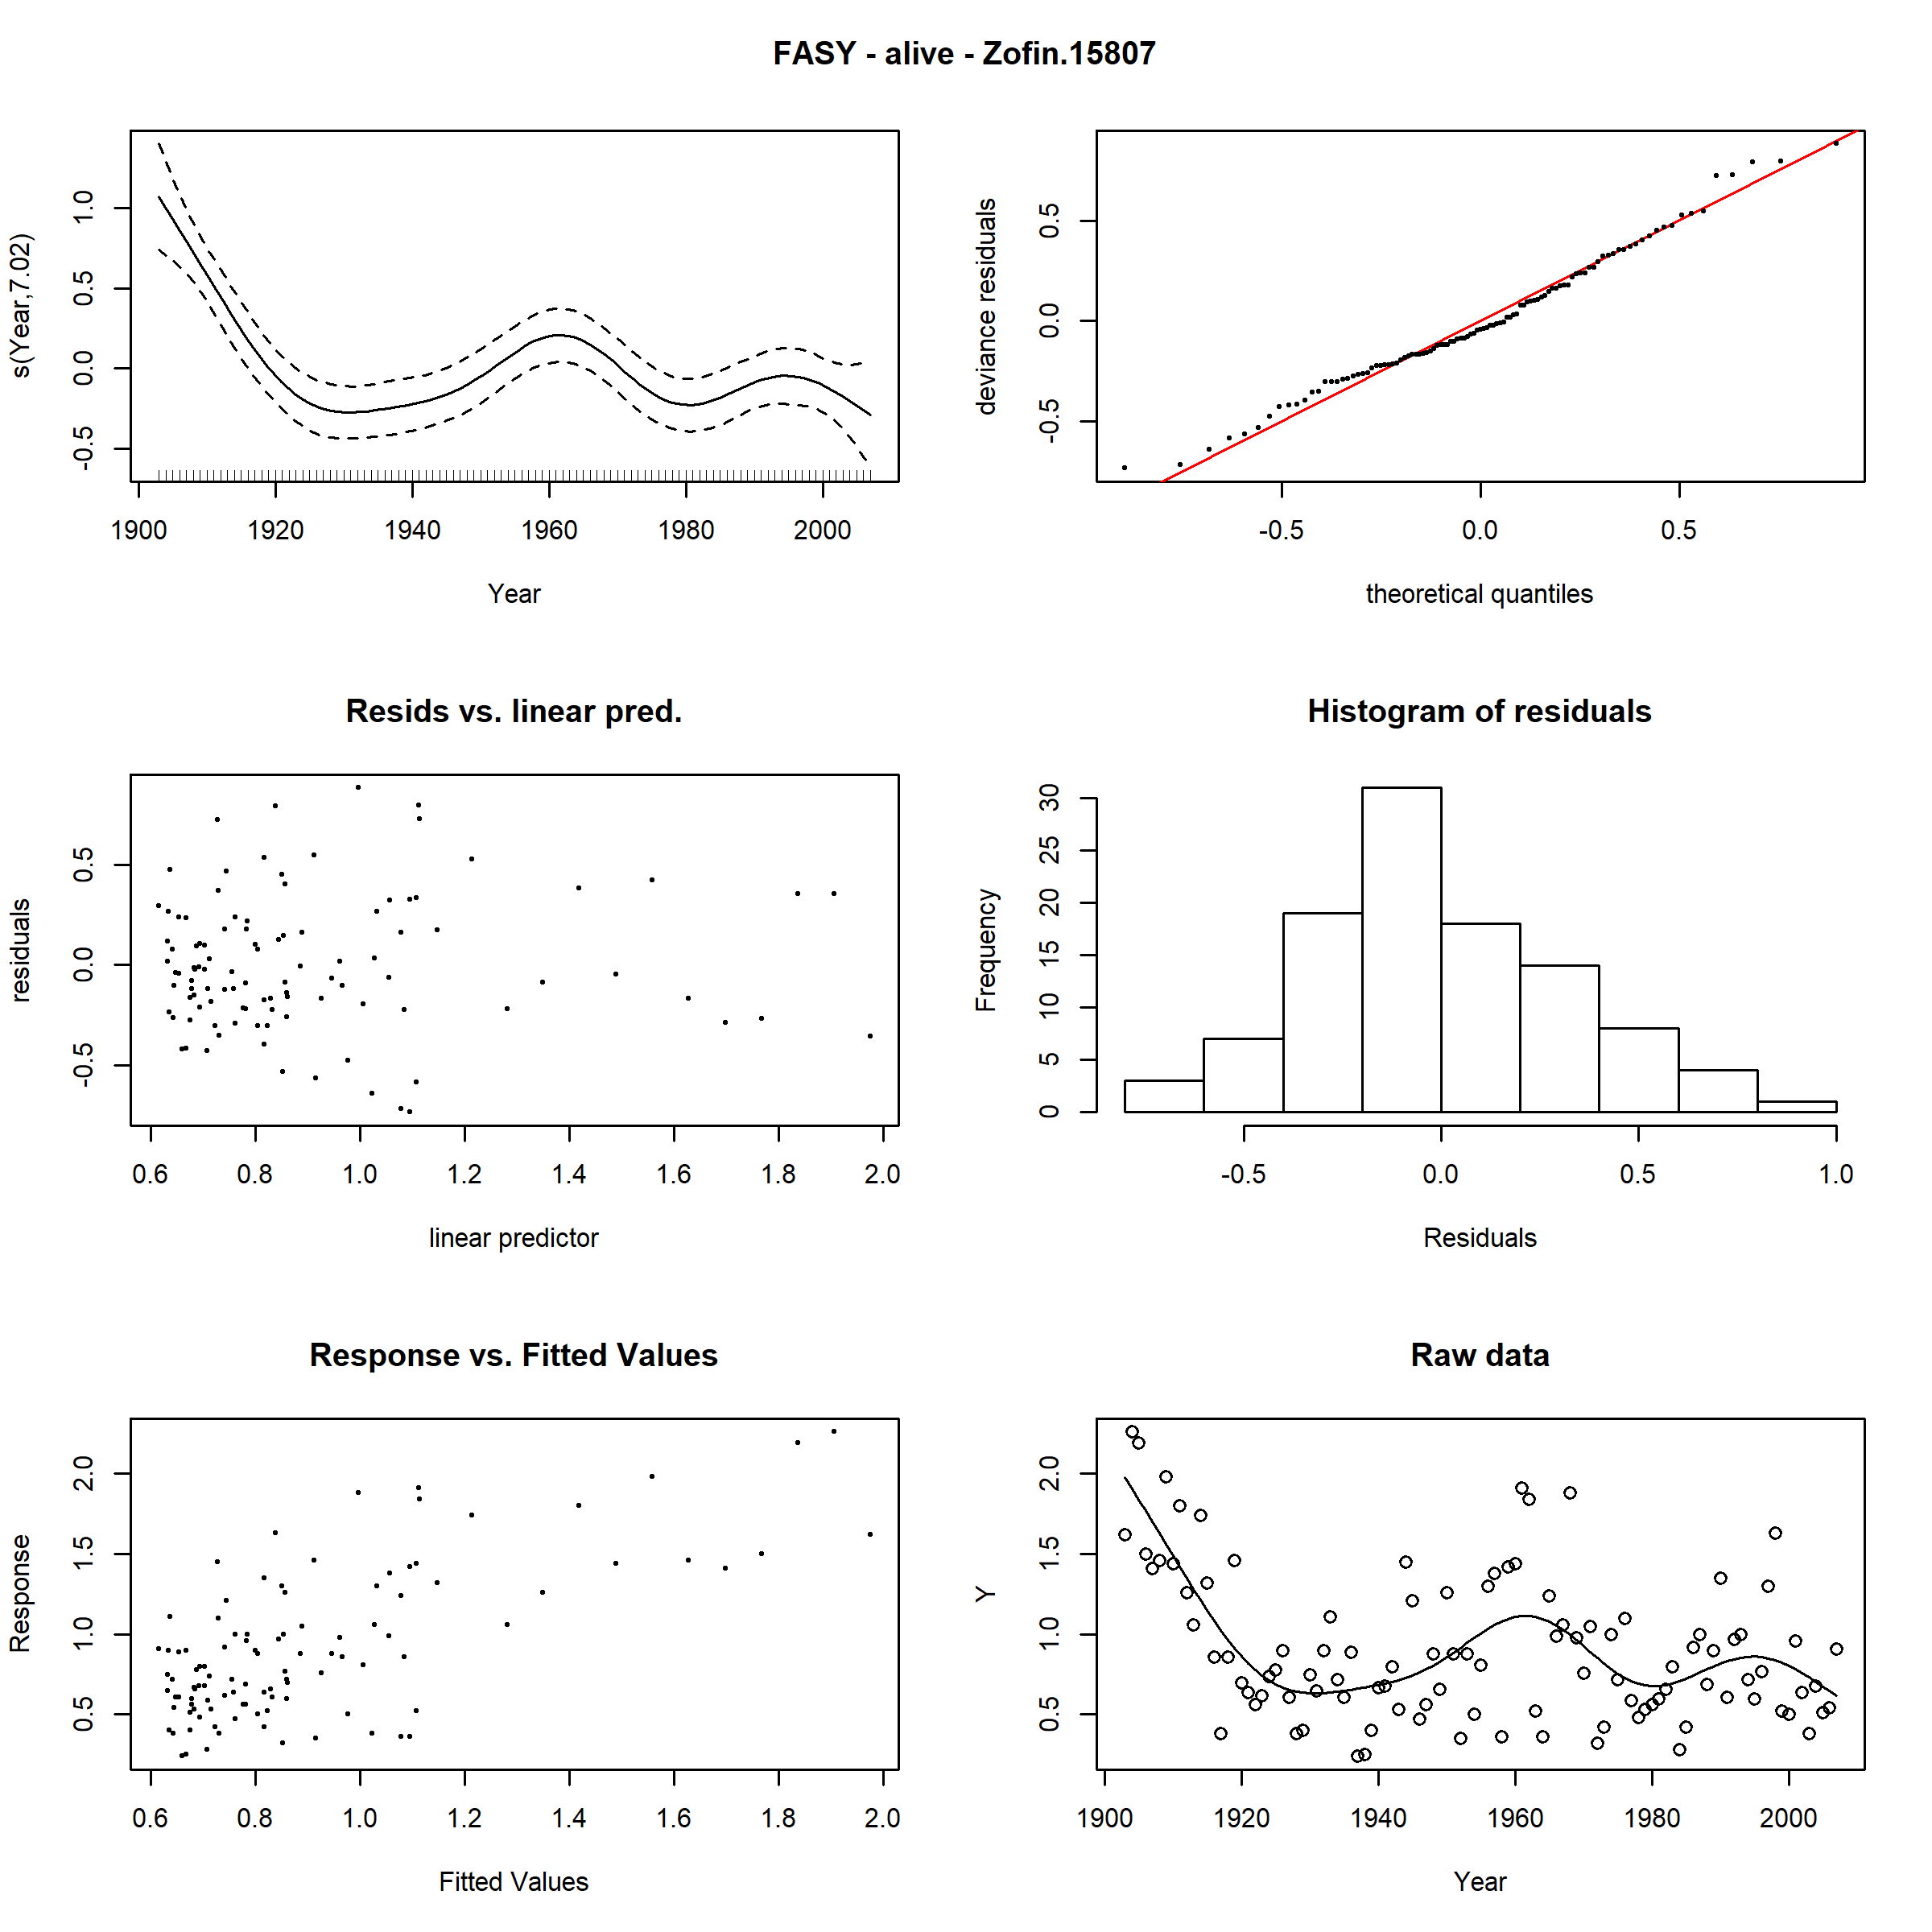 FASY - alive - Zofin.15807
s(Year,7.02)
1.0
0.5
0.0
-0.5
1900 1920 1940 1960 1980 2000
Year
deviance residuals
0.5
0.0
-0.5
-0.5 0.0 0.5
theoretical quantiles
Resids vs. linear pred.
residuals
0.5
0.0
-0.5
0.6 0.8 1.0 1.2 1.4 1.6 1.8 2.0
linear predictor
Histogram of residuals
Frequency
30
25
20
15
10
5
0
-0.5 0.0 0.5 1.0
Residuals
Response vs. Fitted Values
Response
2.0
1.5
1.0
0.5
0.6 0.8 1.0 1.2 1.4 1.6 1.8 2.0
Fitted Values
Raw data
Y
2.0
1.5
1.0
0.5
1900 1920 1940 1960 1980 2000
Year